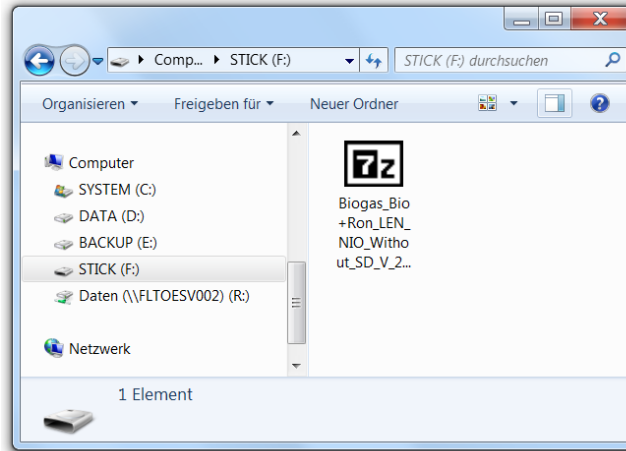 Comp... STICK (F:) STICK (F:) durchsuchen
Organisieren Freigeben für Neuer Ordner
Computer
SYSTEM (C:)
DATA (D:)
BACKUP (E:)
STICK (F:)
Daten (\\FLTOESV002) (R:)
Netzwerk
7z
Biogas_Bio
+Ron_LEN_
NIO_Witho
ut_SD_V_2...
1 Element